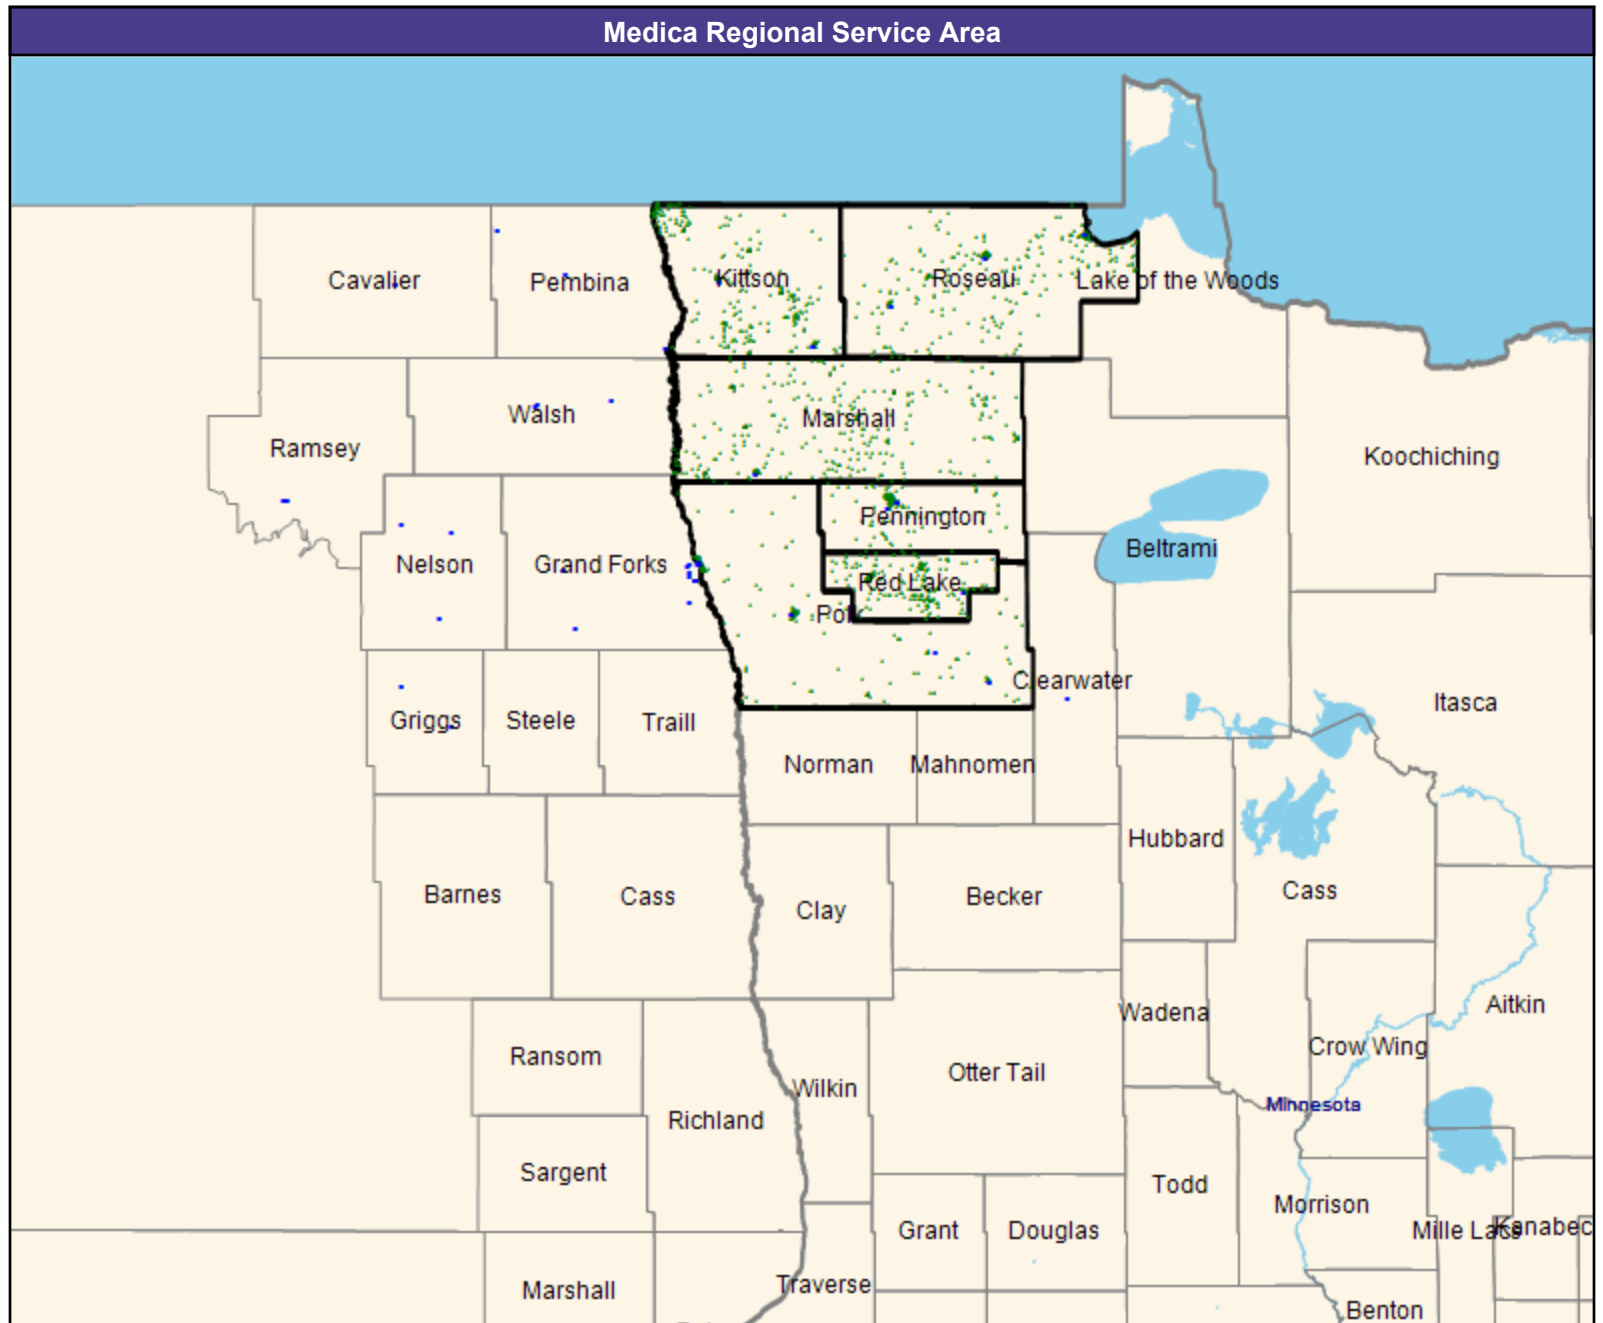 Medica Regional Service Area
Cavalier
Pembina
Kittson
Roseau
Lake of the Woods
Walsh
Marshall
Ramsey
Koochiching
Pennington
Beltrami
Nelson
Grand Forks
Red Lake
Polk
Clearwater
Itasca
Griggs
Steele
Traill
Norman
Mahnomen
Hubbard
Barnes
Cass
Clay
Becker
Cass
Wadena
Aitkin
Crow Wing
Ransom
Otter Tail
Wilkin
Minnesota
Richland
Sargent
Todd
Morrison
Grant
Douglas
Mille Lacs
Kanabec
Marshall
Traverse
Benton